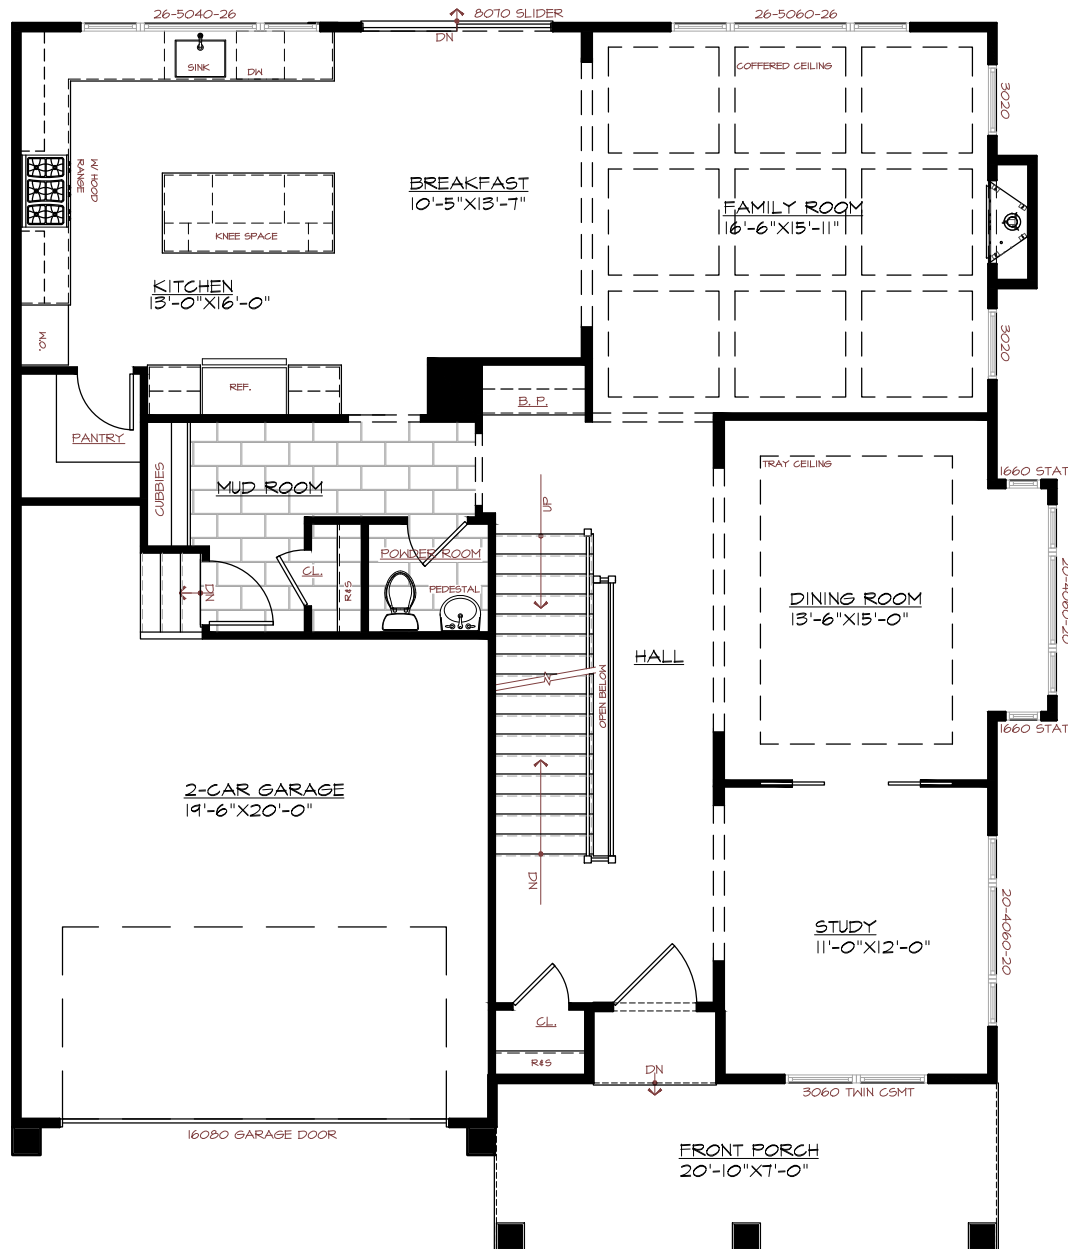 26-5040-26
8070 SLIDER
26-5060-26
DN
SINK
DW
COFFERED CEILING
3020
RANGE
W/ HOOD
BREAKFAST
10'-5"X13'-7"
FAMILY ROOM
16'-6"X15'-11"
KNEE SPACE
KITCHEN
13'-0"X16'-0"
W.O.
3020
REF.
B. P.
PANTRY
CUBBIES
MUD ROOM
TRAY CEILING
1660 STAT
UP
POWDER ROOM
CL.
R&S
PEDESTAL
DN
20-4060-20
DINING ROOM
13'-6"X15'-0"
HALL
OPEN BELOW
1660 STAT
2-CAR GARAGE
19'-6"X20'-0"
DN
STUDY
11'-0"X12'-0"
20-4060-20
CL.
R&S
DN
3060 TWIN CSMT
16080 GARAGE DOOR
FRONT PORCH
20'-10"X7'-0"